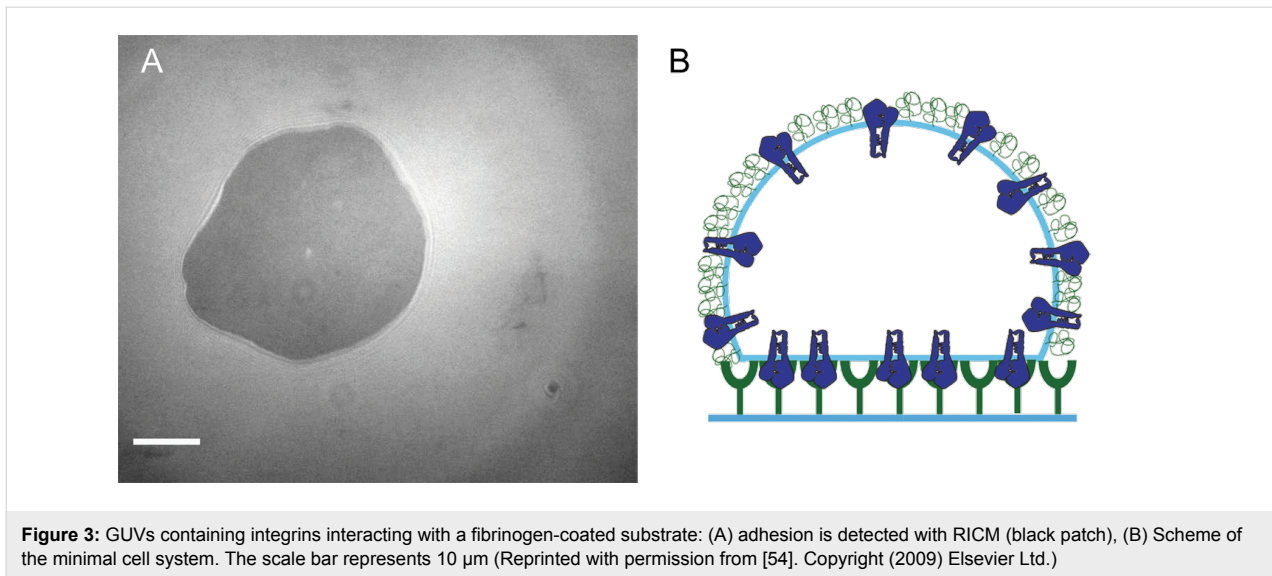 A
B
Figure 3: GUVs containing integrins interacting with a fibrinogen-coated substrate: (A) adhesion is detected with RICM (black patch), (B) Scheme of
the minimal cell system. The scale bar represents 10 µm (Reprinted with permission from [54]. Copyright (2009) Elsevier Ltd.)